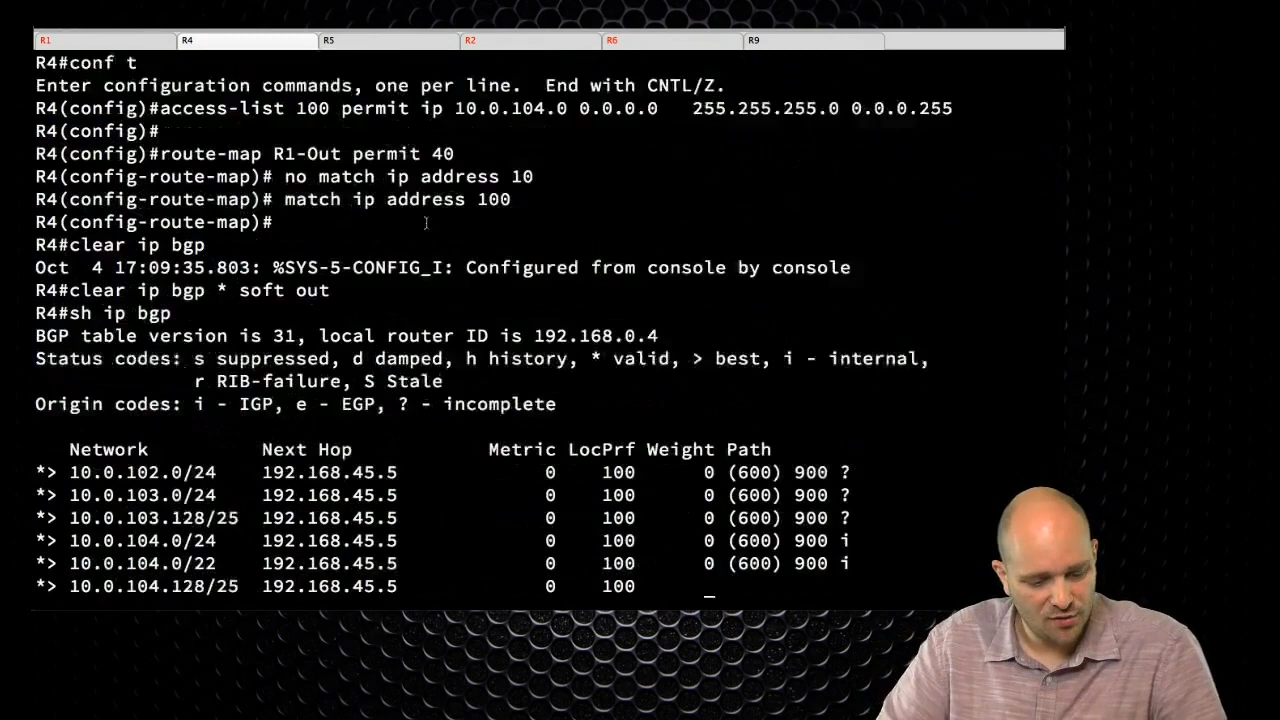 R1 R4 R5 R2 R6 R9
R4#conf t
Enter configuration commands, one per line.  End with CNTL/Z.
R4(config)#access-list 100 permit ip 10.0.104.0 0.0.0.0   255.255.255.0 0.0.0.255
R4(config)#
R4(config)#route-map R1-Out permit 40
R4(config-route-map)# no match ip address 10
R4(config-route-map)# match ip address 100
R4(config-route-map)#
R4#clear ip bgp
Oct  4 17:09:35.803: %SYS-5-CONFIG_I: Configured from console by console
R4#clear ip bgp * soft out
R4#sh ip bgp
BGP table version is 31, local router ID is 192.168.0.4
Status codes: s suppressed, d damped, h history, * valid, > best, i - internal,
r RIB-failure, S Stale
Origin codes: i - IGP, e - EGP, ? - incomplete
Network Next Hop Metric LocPrf Weight Path
*> 10.0.102.0/24 192.168.45.5 0 100 0 (600) 900 ?
*> 10.0.103.0/24 192.168.45.5 0 100 0 (600) 900 ?
*> 10.0.103.128/25 192.168.45.5 0 100 0 (600) 900 ?
*> 10.0.104.0/24 192.168.45.5 0 100 0 (600) 900 i
*> 10.0.104.0/22 192.168.45.5 0 100 0 (600) 900 i
*> 10.0.104.128/25 192.168.45.5 0 100 _